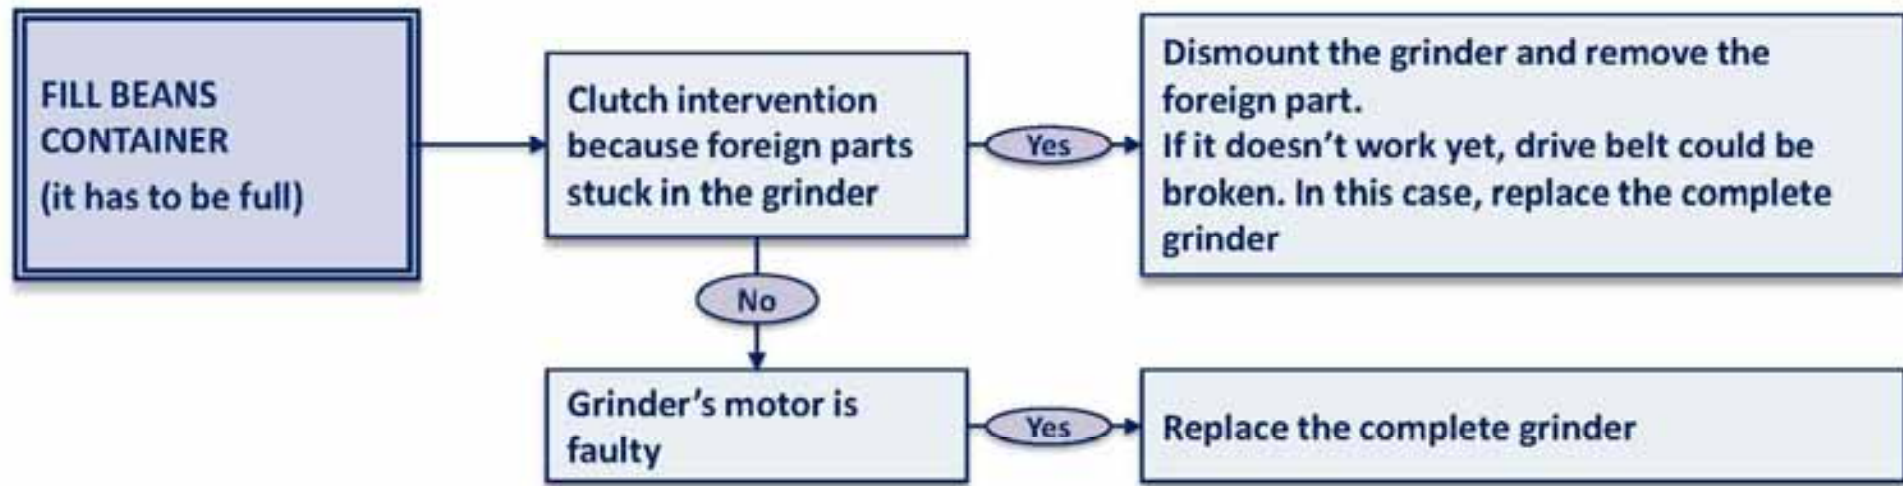 FILL BEANS
CONTAINER
(it has to be full)
Clutch intervention
because foreign parts
stuck in the grinder
Yes
Dismount the grinder and remove the
foreign part.
If it doesn't work yet, drive belt could be
broken. In this case, replace the complete
grinder
No
Grinder's motor is
faulty
Yes
Replace the complete grinder